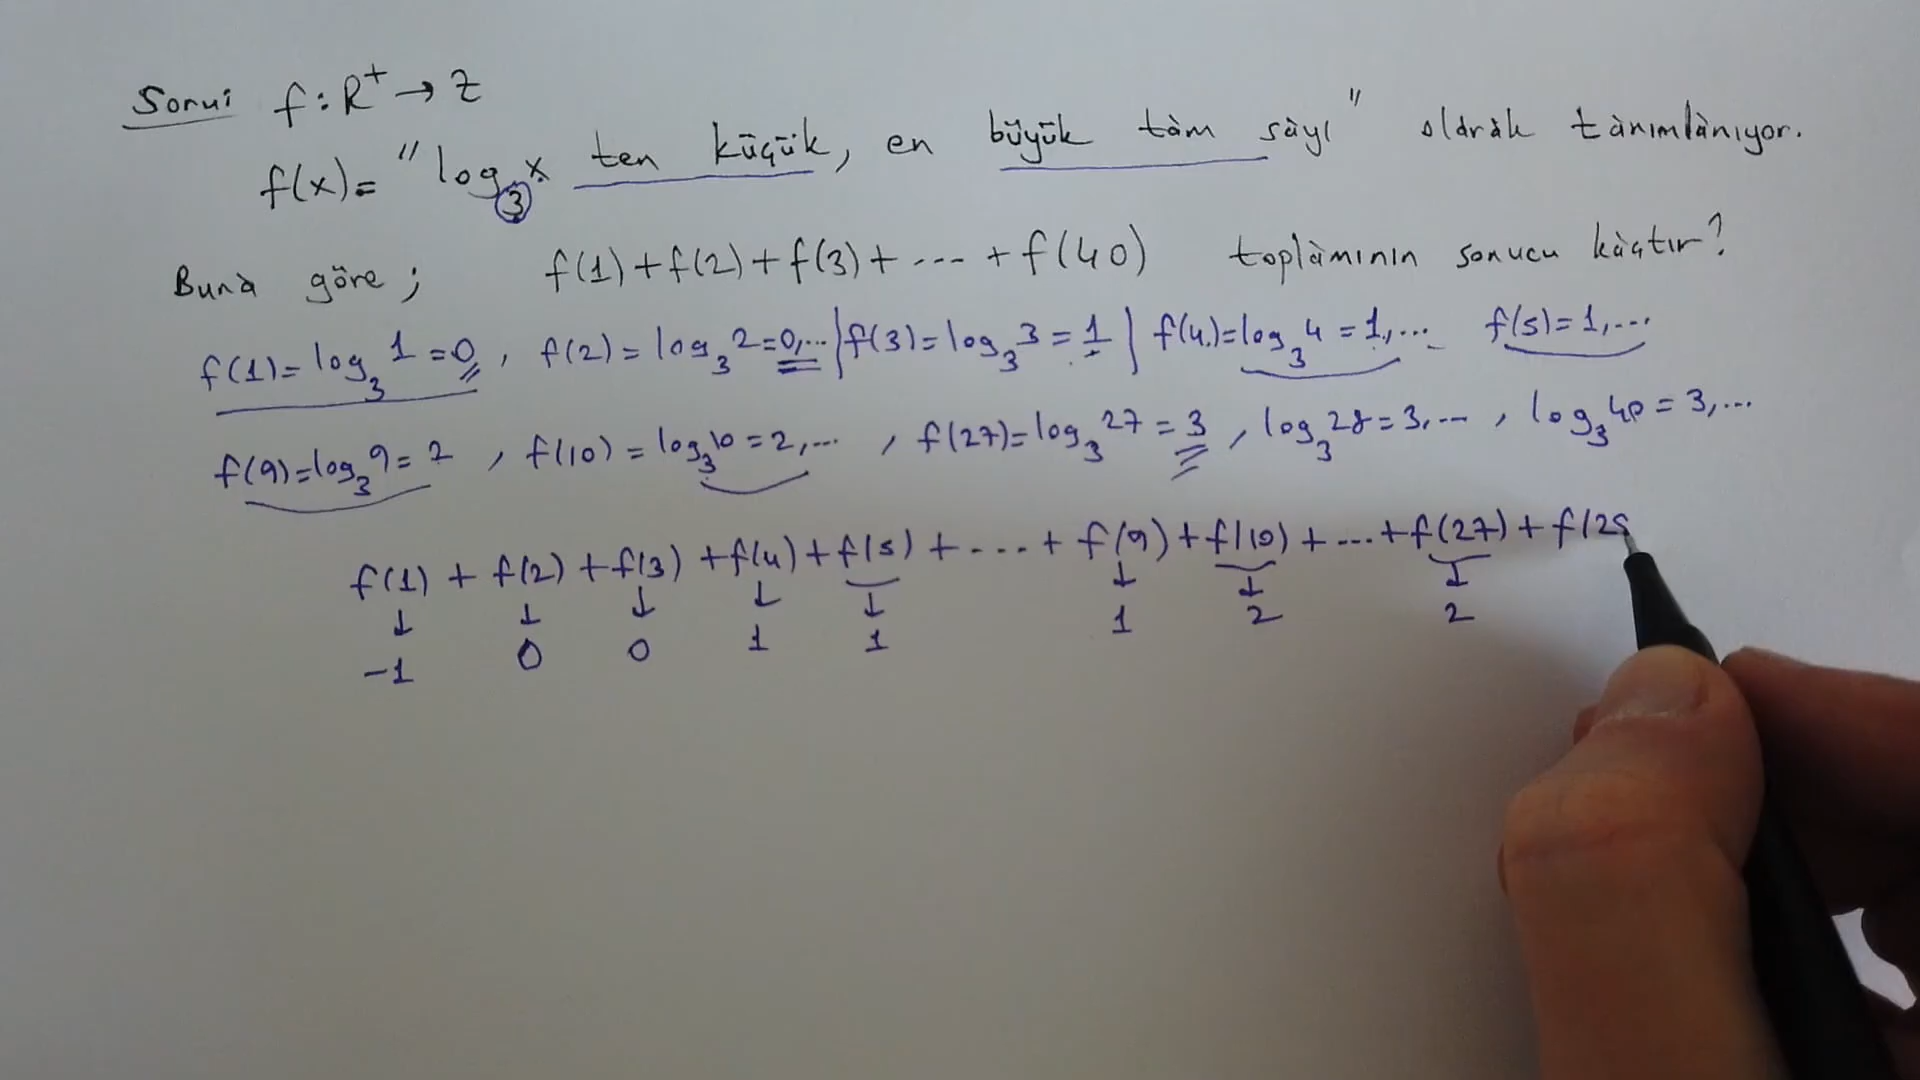 Soru: f:R⁺→Z
f(x)= "log₃x ten küçük, en büyük tam sayı" olarak tanımlanıyor.
Buna göre; f(1)+f(2)+f(3)+ ... +f(40) toplamının sonucu kaçtır?
f(1)=log₃1=0, f(2)=log₃2=0,...|f(3)=log₃3=1| f(4)=log₃4=1,... f(5)=1,...
f(9)=log₃9=2, f(10)=log₃10=2,..., f(27)=log₃27=3, log₃28=3,..., log₃40=3,...
f(1)+f(2)+f(3)+f(4)+f(5)+...+f(9)+f(10)+...+f(27)+f(28
↓ ↓ ↓ ↓ ↓ ↓ ↓ ↓
-1 0 0 1 1 1 2 2